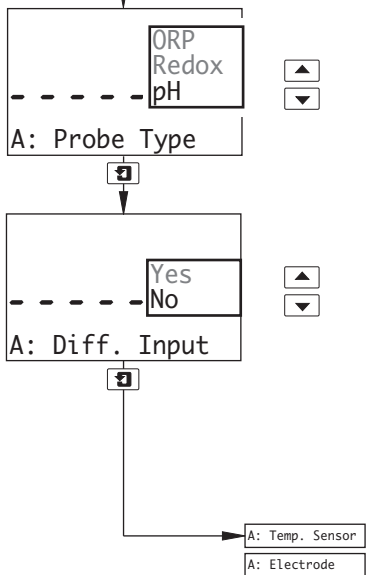 ORP
Redox
pH
A: Probe Type
Yes
No
A: Diff. Input
A: Temp. Sensor
A: Electrode